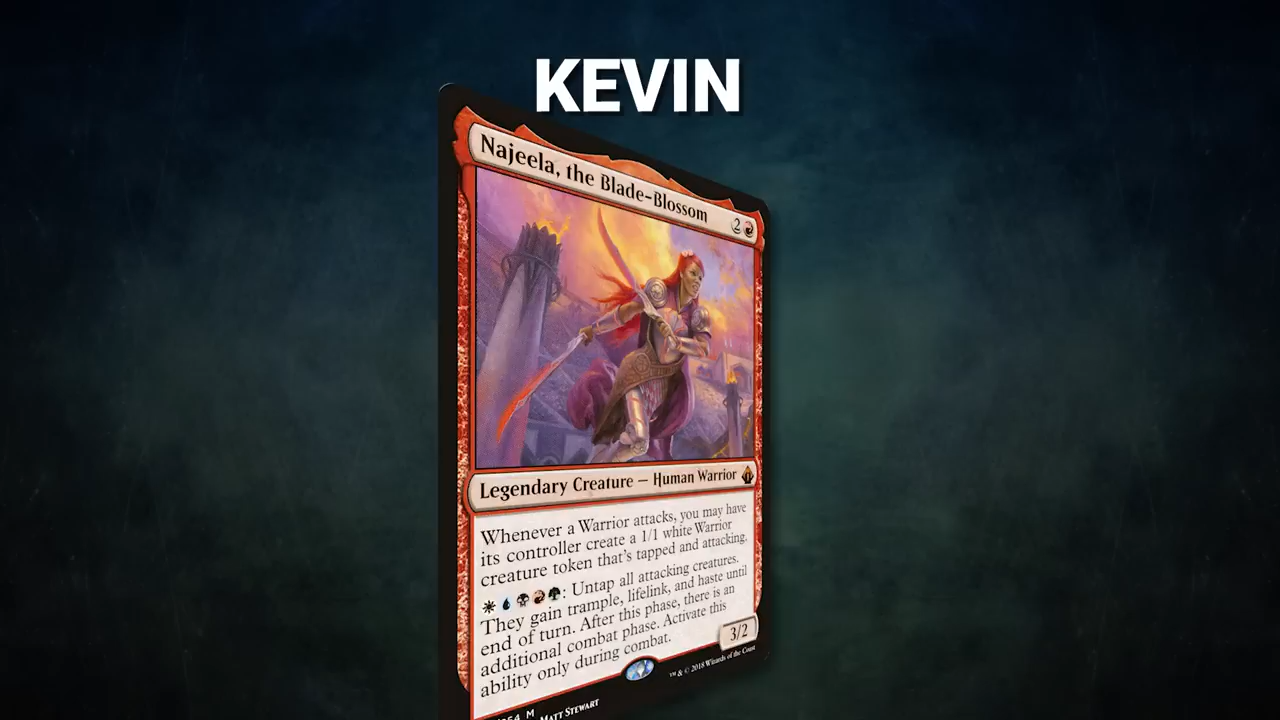 KEVIN
Najeela, the Blade-Blossom 2
Legendary Creature — Human Warrior
Whenever a Warrior attacks, you may have
its controller create a 1/1 white Warrior
creature token that's tapped and attacking.
: Untap all attacking creatures.
They gain trample, lifelink, and haste until
end of turn. After this phase, there is an
additional combat phase. Activate this
ability only during combat.
3/2
™ & © 2018 Wizards of the Coast
M
MATT STEWART